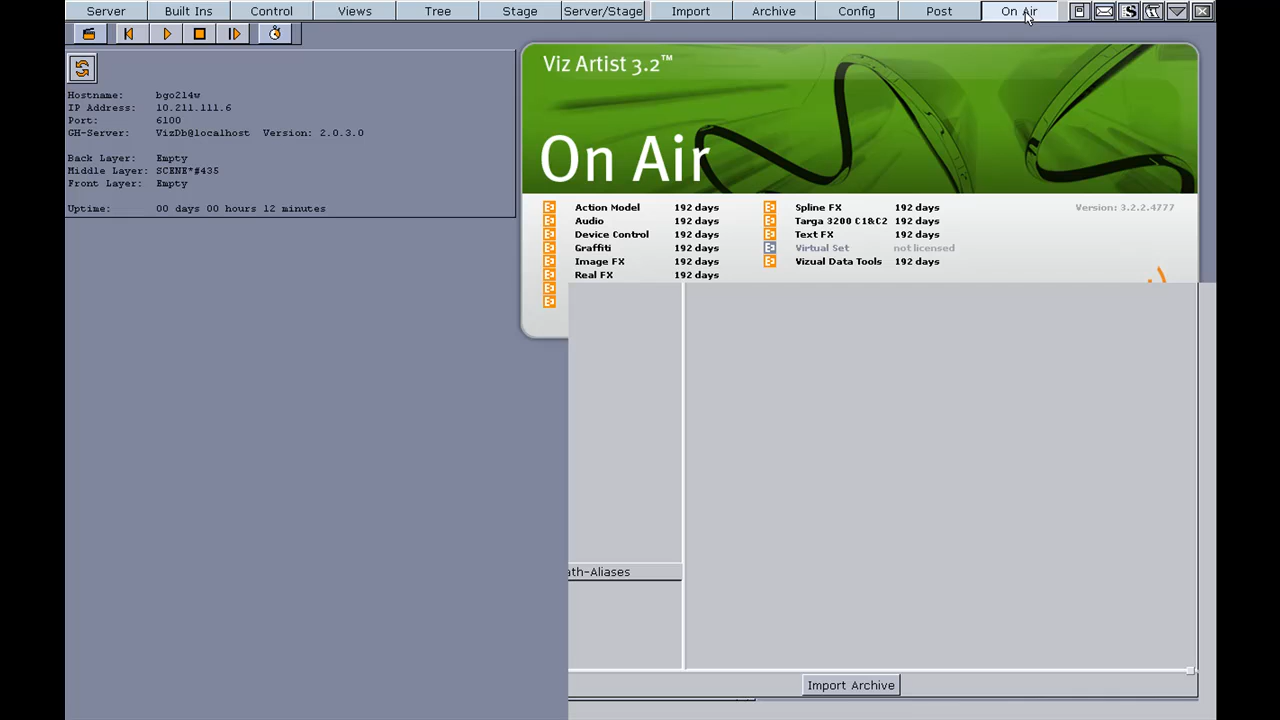 Server Built Ins Control Views Tree Stage Server/Stage Import Archive Config Post On Air
Hostname: bgo214w
IP Address: 10.211.111.6
Port: 6100
GH-Server: VizDb@localhost Version: 2.0.3.0
Back Layer: Empty
Middle Layer: SCENE*#435
Front Layer: Empty
Uptime: 00 days 00 hours 12 minutes
Viz Artist 3.2™
On Air
Action Model 192 days Spline FX 192 days Version: 3.2.2.4777
Audio 192 days Targa 3200 C1&C2 192 days
Device Control 192 days Text FX 192 days
Graffiti 192 days Virtual Set not licensed
Image FX 192 days Vizual Data Tools 192 days
Real FX 192 days
ath-Aliases
Import Archive